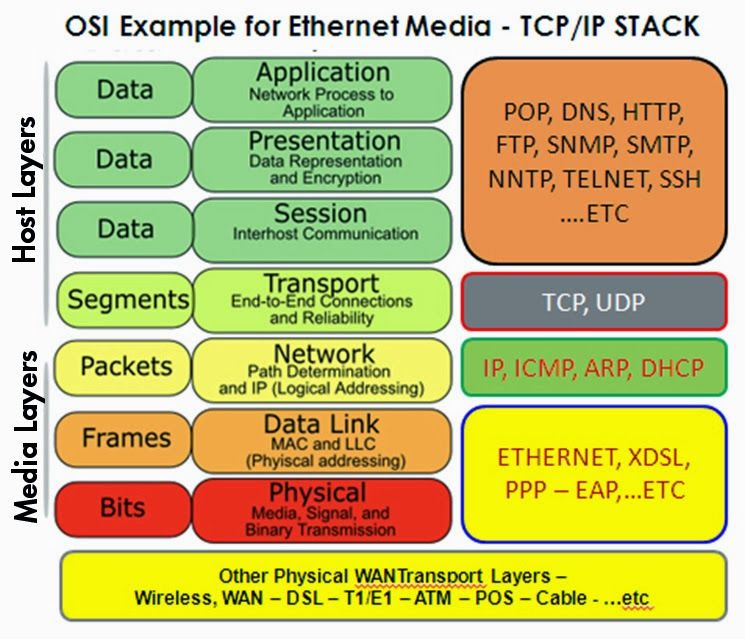 OSI Example for Ethernet Media - TCP/IP STACK
Host Layers
Data
Application
Network Process to
Application
Data
Presentation
Data Representation
and Encryption
Data
Session
Interhost Communication
POP, DNS, HTTP,
FTP, SNMP, SMTP,
NNTP, TELNET, SSH
....ETC
Segments
Transport
End-to-End Connections
and Reliability
TCP, UDP
Media Layers
Packets
Network
Path Determination
and IP (Logical Addressing)
IP, ICMP, ARP, DHCP
Frames
Data Link
MAC and LLC
(Phyiscal addressing)
Bits
Physical
Media, Signal, and
Binary Transmission
ETHERNET, XDSL,
PPP – EAP,...ETC
Other Physical WANTransport Layers –
Wireless, WAN – DSL – T1/E1 – ATM – POS – Cable - ...etc